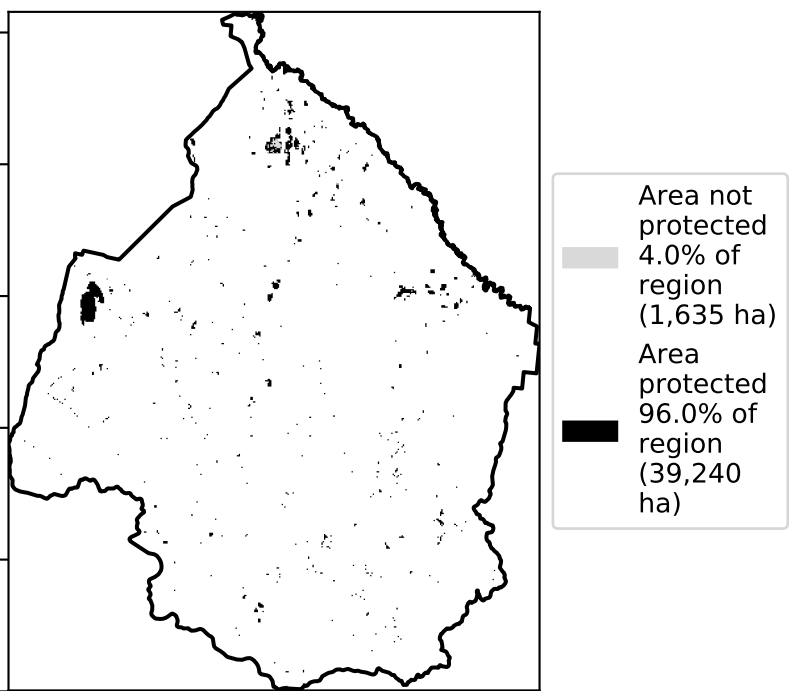 Area not
protected
4.0% of
region
(1,635 ha)
Area
protected
96.0% of
region
(39,240
ha)